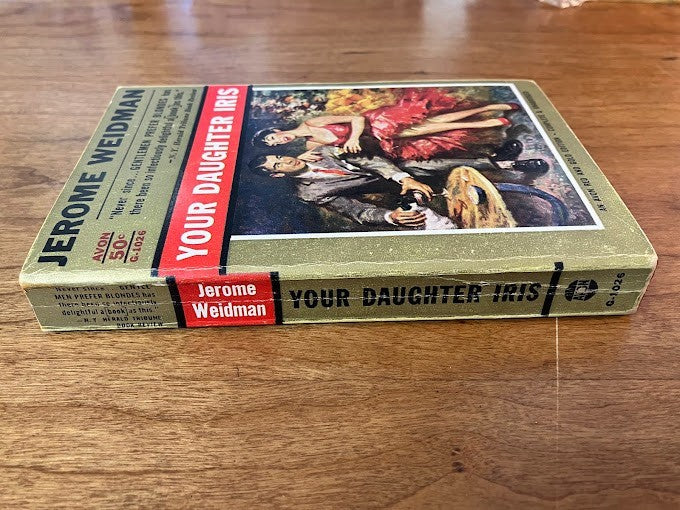 JEROME WEIDMAN
"Never since... GENTLEMEN PREFER BLONDES has
there been so infectiously delightful a book as this."
—N. Y. Herald Tribune Book Review
AVON
50¢
G-1026
YOUR DAUGHTER IRIS
COMPLETE & UNABRIDGED
Never since... GENTLE
MEN PREFER BLONDES has
there been so infectiously
delightful a book as this.
—N.Y. HERALD TRIBUNE
BOOK REVIEW
Jerome
Weidman
YOUR DAUGHTER IRIS
G-1026